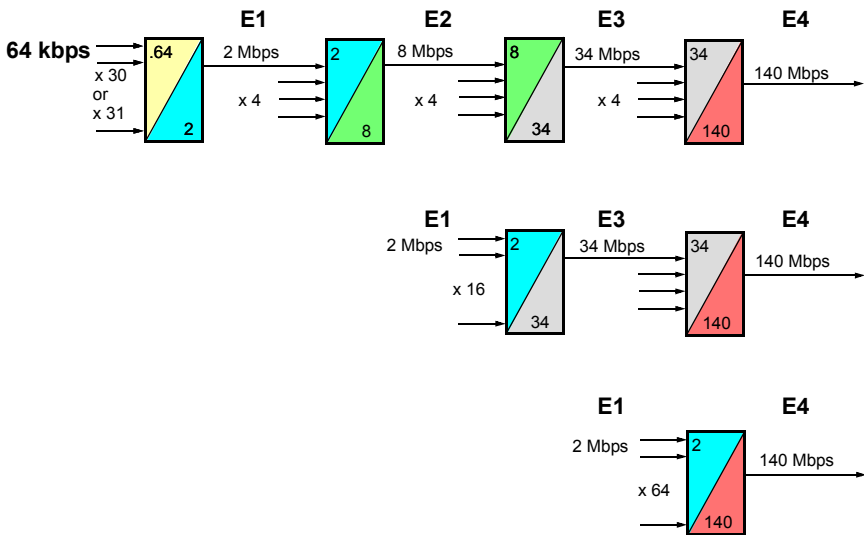 E1 E2 E3 E4
64 kbps .64 2 Mbps 2 8 Mbps 8 34 Mbps 34 140 Mbps
x 30
or
x 31
x 4 x 4 x 4
2 8 34 140
E1 E3 E4
2 Mbps 2 34 Mbps 34 140 Mbps
x 16
34 140
E1 E4
2 Mbps 2 140 Mbps
x 64
140